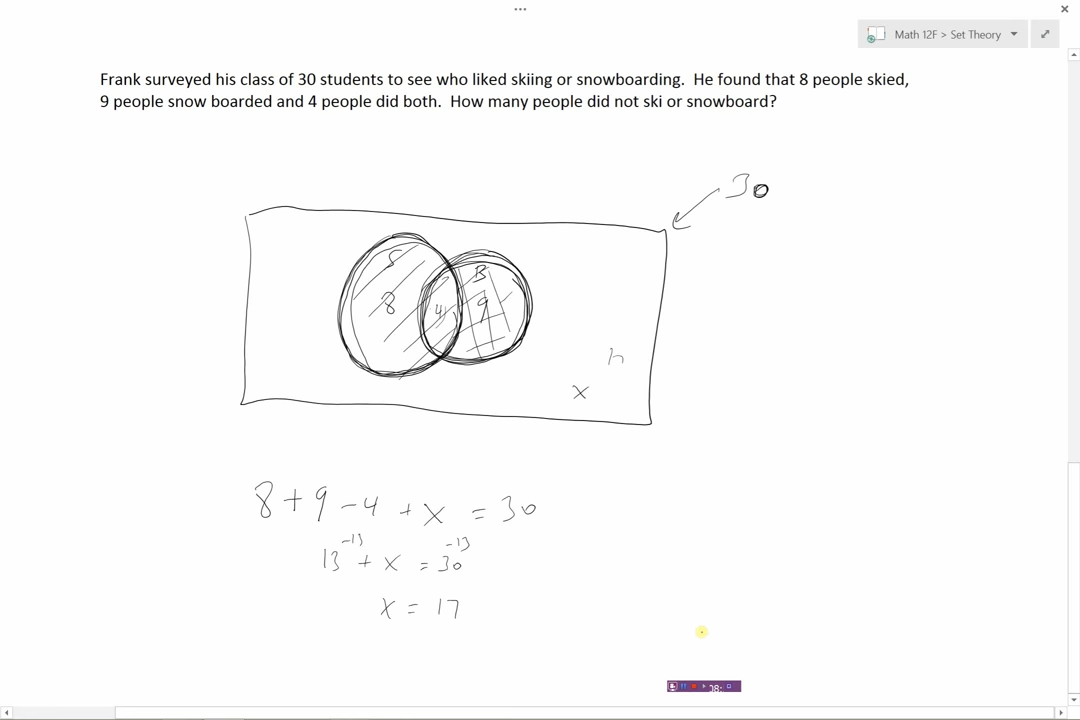 Math 12F > Set Theory
Frank surveyed his class of 30 students to see who liked skiing or snowboarding. He found that 8 people skied,
9 people snow boarded and 4 people did both. How many people did not ski or snowboard?
30
S
B
8
4
9
h
x
8 + 9 - 4 + x = 30
-13 -13
13 + x = 30
x = 17